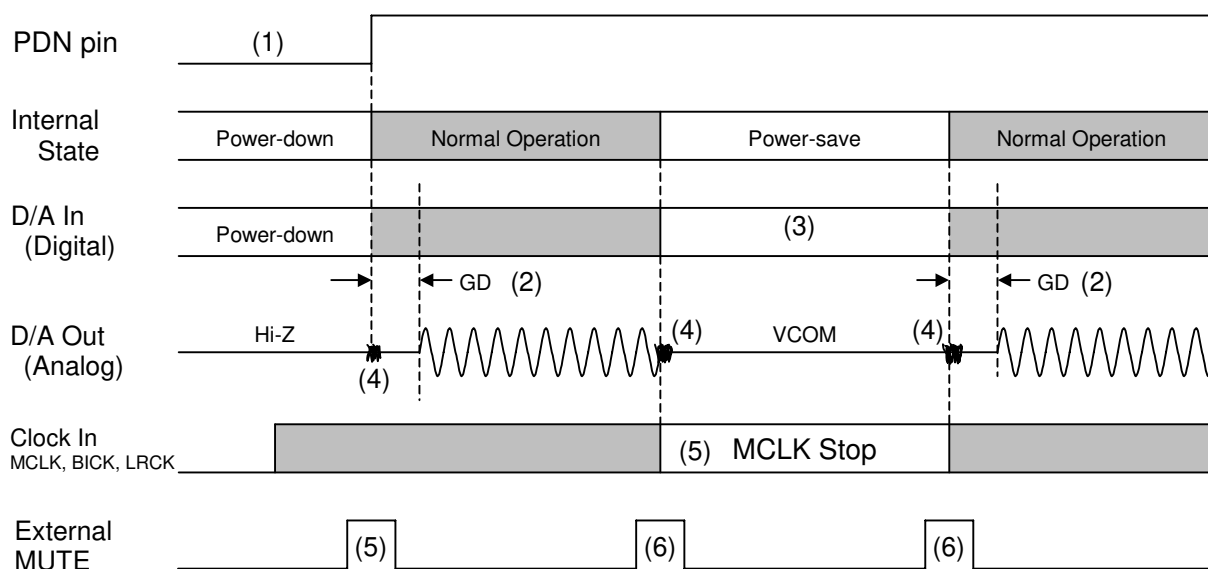 PDN pin
(1)
Internal
State
Power-down
Normal Operation
Power-save
Normal Operation
D/A In
(Digital)
Power-down
(3)
GD (2)
GD (2)
D/A Out
(Analog)
Hi-Z
(4)
(4)
VCOM
(4)
Clock In
MCLK, BICK, LRCK
(5) MCLK Stop
External
MUTE
(5)
(6)
(6)